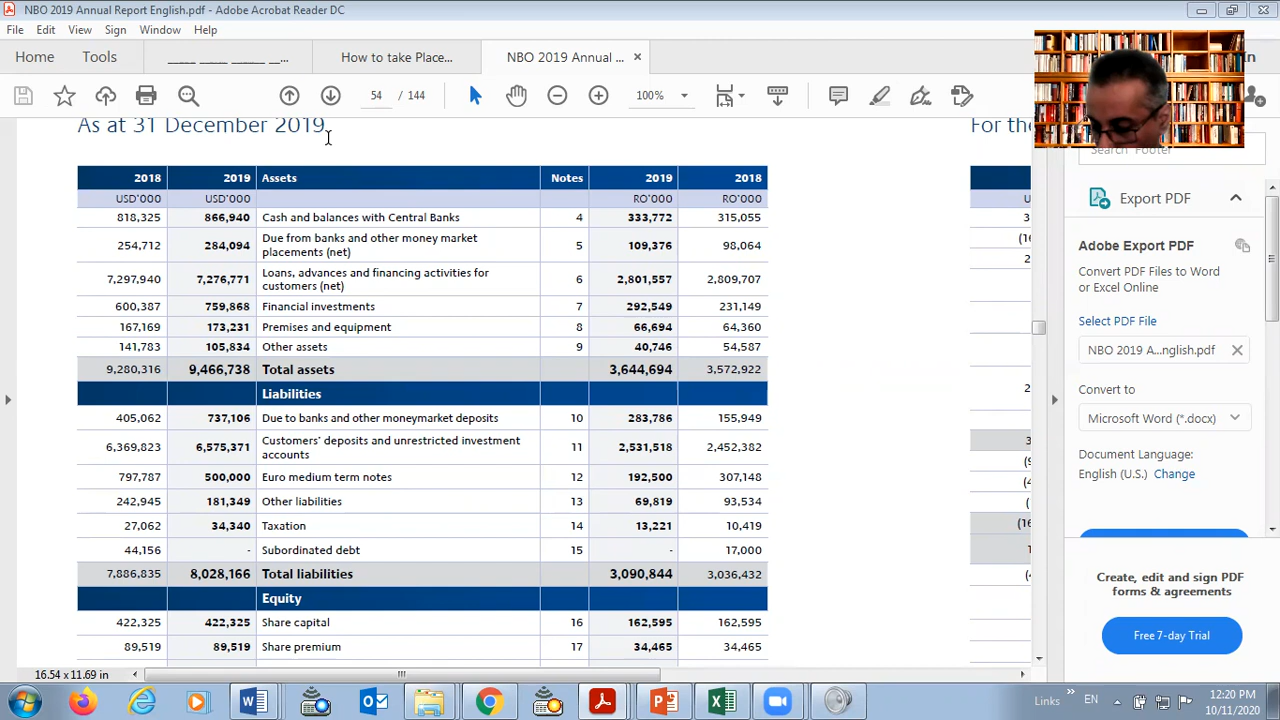 NBO 2019 Annual Report English.pdf - Adobe Acrobat Reader DC
File Edit View Sign Window Help
Home Tools ____ ____ _____ __... How to take Place... NBO 2019 Annual ... ×
54 / 144 100%
As at 31 December 2019 For the
2018 2019 Assets Notes 2019 2018
USD'000 USD'000 RO'000 RO'000
818,325 866,940 Cash and balances with Central Banks 4 333,772 315,055
254,712 284,094 Due from banks and other money market placements (net) 5 109,376 98,064
7,297,940 7,276,771 Loans, advances and financing activities for customers (net) 6 2,801,557 2,809,707
600,387 759,868 Financial investments 7 292,549 231,149
167,169 173,231 Premises and equipment 8 66,694 64,360
141,783 105,834 Other assets 9 40,746 54,587
9,280,316 9,466,738 Total assets 3,644,694 3,572,922
Liabilities
405,062 737,106 Due to banks and other moneymarket deposits 10 283,786 155,949
6,369,823 6,575,371 Customers' deposits and unrestricted investment accounts 11 2,531,518 2,452,382
797,787 500,000 Euro medium term notes 12 192,500 307,148
242,945 181,349 Other liabilities 13 69,819 93,534
27,062 34,340 Taxation 14 13,221 10,419
44,156 - Subordinated debt 15 - 17,000
7,886,835 8,028,166 Total liabilities 3,090,844 3,036,432
Equity
422,325 422,325 Share capital 16 162,595 162,595
89,519 89,519 Share premium 17 34,465 34,465
16.54 x 11.69 in
Search 'Footer'
Export PDF
Adobe Export PDF
Convert PDF Files to Word
or Excel Online
Select PDF File
NBO 2019 A...nglish.pdf ×
Convert to
Microsoft Word (*.docx)
Document Language:
English (U.S.) Change
Create, edit and sign PDF
forms & agreements
Free 7-day Trial
Links » EN 12:20 PM
10/11/2020